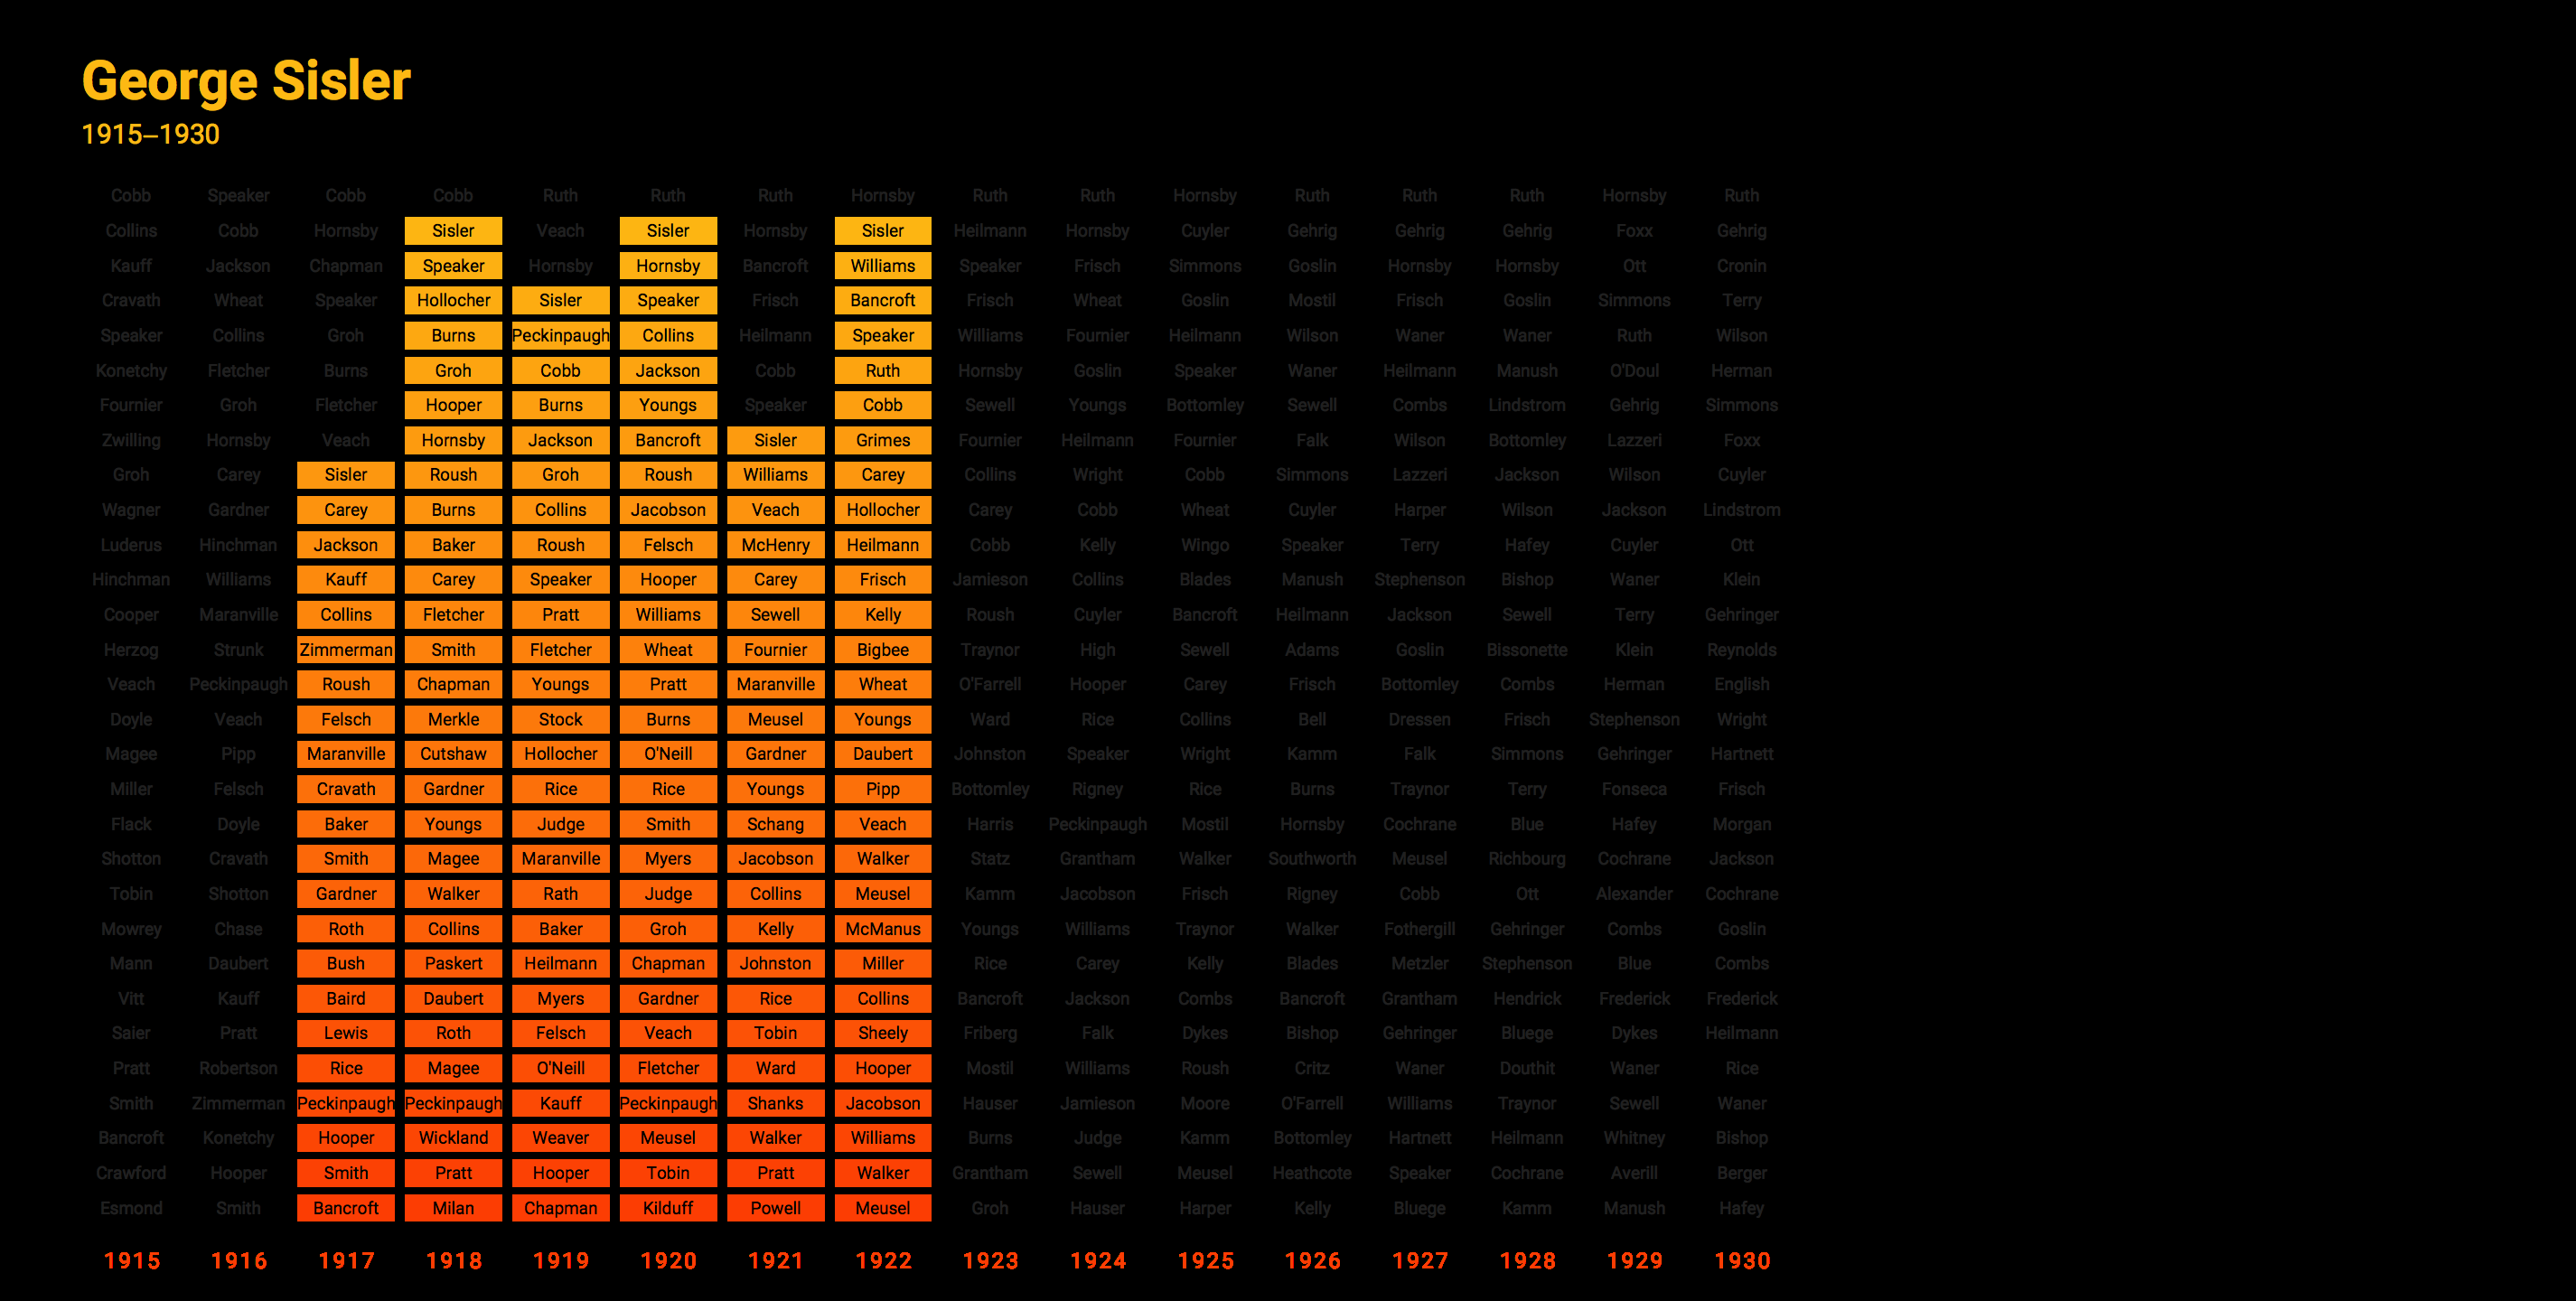 George Sisler
1915–1930
Cobb Speaker Cobb Cobb Ruth Ruth Ruth Hornsby Ruth Ruth Hornsby Ruth Ruth Ruth Hornsby Ruth
Collins Cobb Hornsby Sisler Veach Sisler Hornsby Sisler Heilmann Hornsby Cuyler Gehrig Gehrig Gehrig Foxx Gehrig
Kauff Jackson Chapman Speaker Hornsby Hornsby Bancroft Williams Speaker Frisch Simmons Goslin Hornsby Hornsby Ott Cronin
Cravath Wheat Speaker Hollocher Sisler Speaker Frisch Bancroft Frisch Wheat Goslin Mostil Frisch Goslin Simmons Terry
Speaker Collins Groh Burns Peckinpaugh Collins Heilmann Speaker Williams Fournier Heilmann Wilson Waner Waner Ruth Wilson
Konetchy Fletcher Burns Groh Cobb Jackson Cobb Ruth Hornsby Goslin Speaker Waner Heilmann Manush O'Doul Herman
Fournier Groh Fletcher Hooper Burns Youngs Speaker Cobb Sewell Youngs Bottomley Sewell Combs Lindstrom Gehrig Simmons
Zwilling Hornsby Veach Hornsby Jackson Bancroft Sisler Grimes Fournier Heilmann Fournier Falk Wilson Bottomley Lazzeri Foxx
Groh Carey Sisler Roush Groh Roush Williams Carey Collins Wright Cobb Simmons Lazzeri Jackson Wilson Cuyler
Wagner Gardner Carey Burns Collins Jacobson Veach Hollocher Carey Cobb Wheat Cuyler Harper Wilson Jackson Lindstrom
Luderus Hinchman Jackson Baker Roush Felsch McHenry Heilmann Cobb Kelly Wingo Speaker Terry Hafey Cuyler Ott
Hinchman Williams Kauff Carey Speaker Hooper Carey Frisch Jamieson Collins Blades Manush Stephenson Bishop Waner Klein
Cooper Maranville Collins Fletcher Pratt Williams Sewell Kelly Roush Cuyler Bancroft Heilmann Jackson Sewell Terry Gehringer
Herzog Strunk Zimmerman Smith Fletcher Wheat Fournier Bigbee Traynor High Sewell Adams Goslin Bissonette Klein Reynolds
Veach Peckinpaugh Roush Chapman Youngs Pratt Maranville Wheat O'Farrell Hooper Carey Frisch Bottomley Combs Herman English
Doyle Veach Felsch Merkle Stock Burns Meusel Youngs Ward Rice Collins Bell Dressen Frisch Stephenson Wright
Magee Pipp Maranville Cutshaw Hollocher O'Neill Gardner Daubert Johnston Speaker Wright Kamm Falk Simmons Gehringer Hartnett
Miller Felsch Cravath Gardner Rice Rice Youngs Pipp Bottomley Rigney Rice Burns Traynor Terry Fonseca Frisch
Flack Doyle Baker Youngs Judge Smith Schang Veach Harris Peckinpaugh Mostil Hornsby Cochrane Blue Hafey Morgan
Shotton Cravath Smith Magee Maranville Myers Jacobson Walker Statz Grantham Walker Southworth Meusel Richbourg Cochrane Jackson
Tobin Shotton Gardner Walker Rath Judge Collins Meusel Kamm Jacobson Frisch Rigney Cobb Ott Alexander Cochrane
Mowrey Chase Roth Collins Baker Groh Kelly McManus Youngs Williams Traynor Walker Fothergill Gehringer Combs Goslin
Mann Daubert Bush Paskert Heilmann Chapman Johnston Miller Rice Carey Kelly Blades Metzler Stephenson Blue Combs
Vitt Kauff Baird Daubert Myers Gardner Rice Collins Bancroft Jackson Combs Bancroft Grantham Hendrick Frederick Frederick
Saier Pratt Lewis Roth Felsch Veach Tobin Sheely Friberg Falk Dykes Bishop Gehringer Bluege Dykes Heilmann
Pratt Robertson Rice Magee O'Neill Fletcher Ward Hooper Mostil Williams Roush Critz Waner Douthit Waner Rice
Smith Zimmerman Peckinpaugh Peckinpaugh Kauff Peckinpaugh Shanks Jacobson Hauser Jamieson Moore O'Farrell Williams Traynor Sewell Waner
Bancroft Konetchy Hooper Wickland Weaver Meusel Walker Williams Burns Judge Kamm Bottomley Hartnett Heilmann Whitney Bishop
Crawford Hooper Smith Pratt Hooper Tobin Pratt Walker Grantham Sewell Meusel Heathcote Speaker Cochrane Averill Berger
Esmond Smith Bancroft Milan Chapman Kilduff Powell Meusel Groh Hauser Harper Kelly Bluege Kamm Manush Hafey
1915 1916 1917 1918 1919 1920 1921 1922 1923 1924 1925 1926 1927 1928 1929 1930